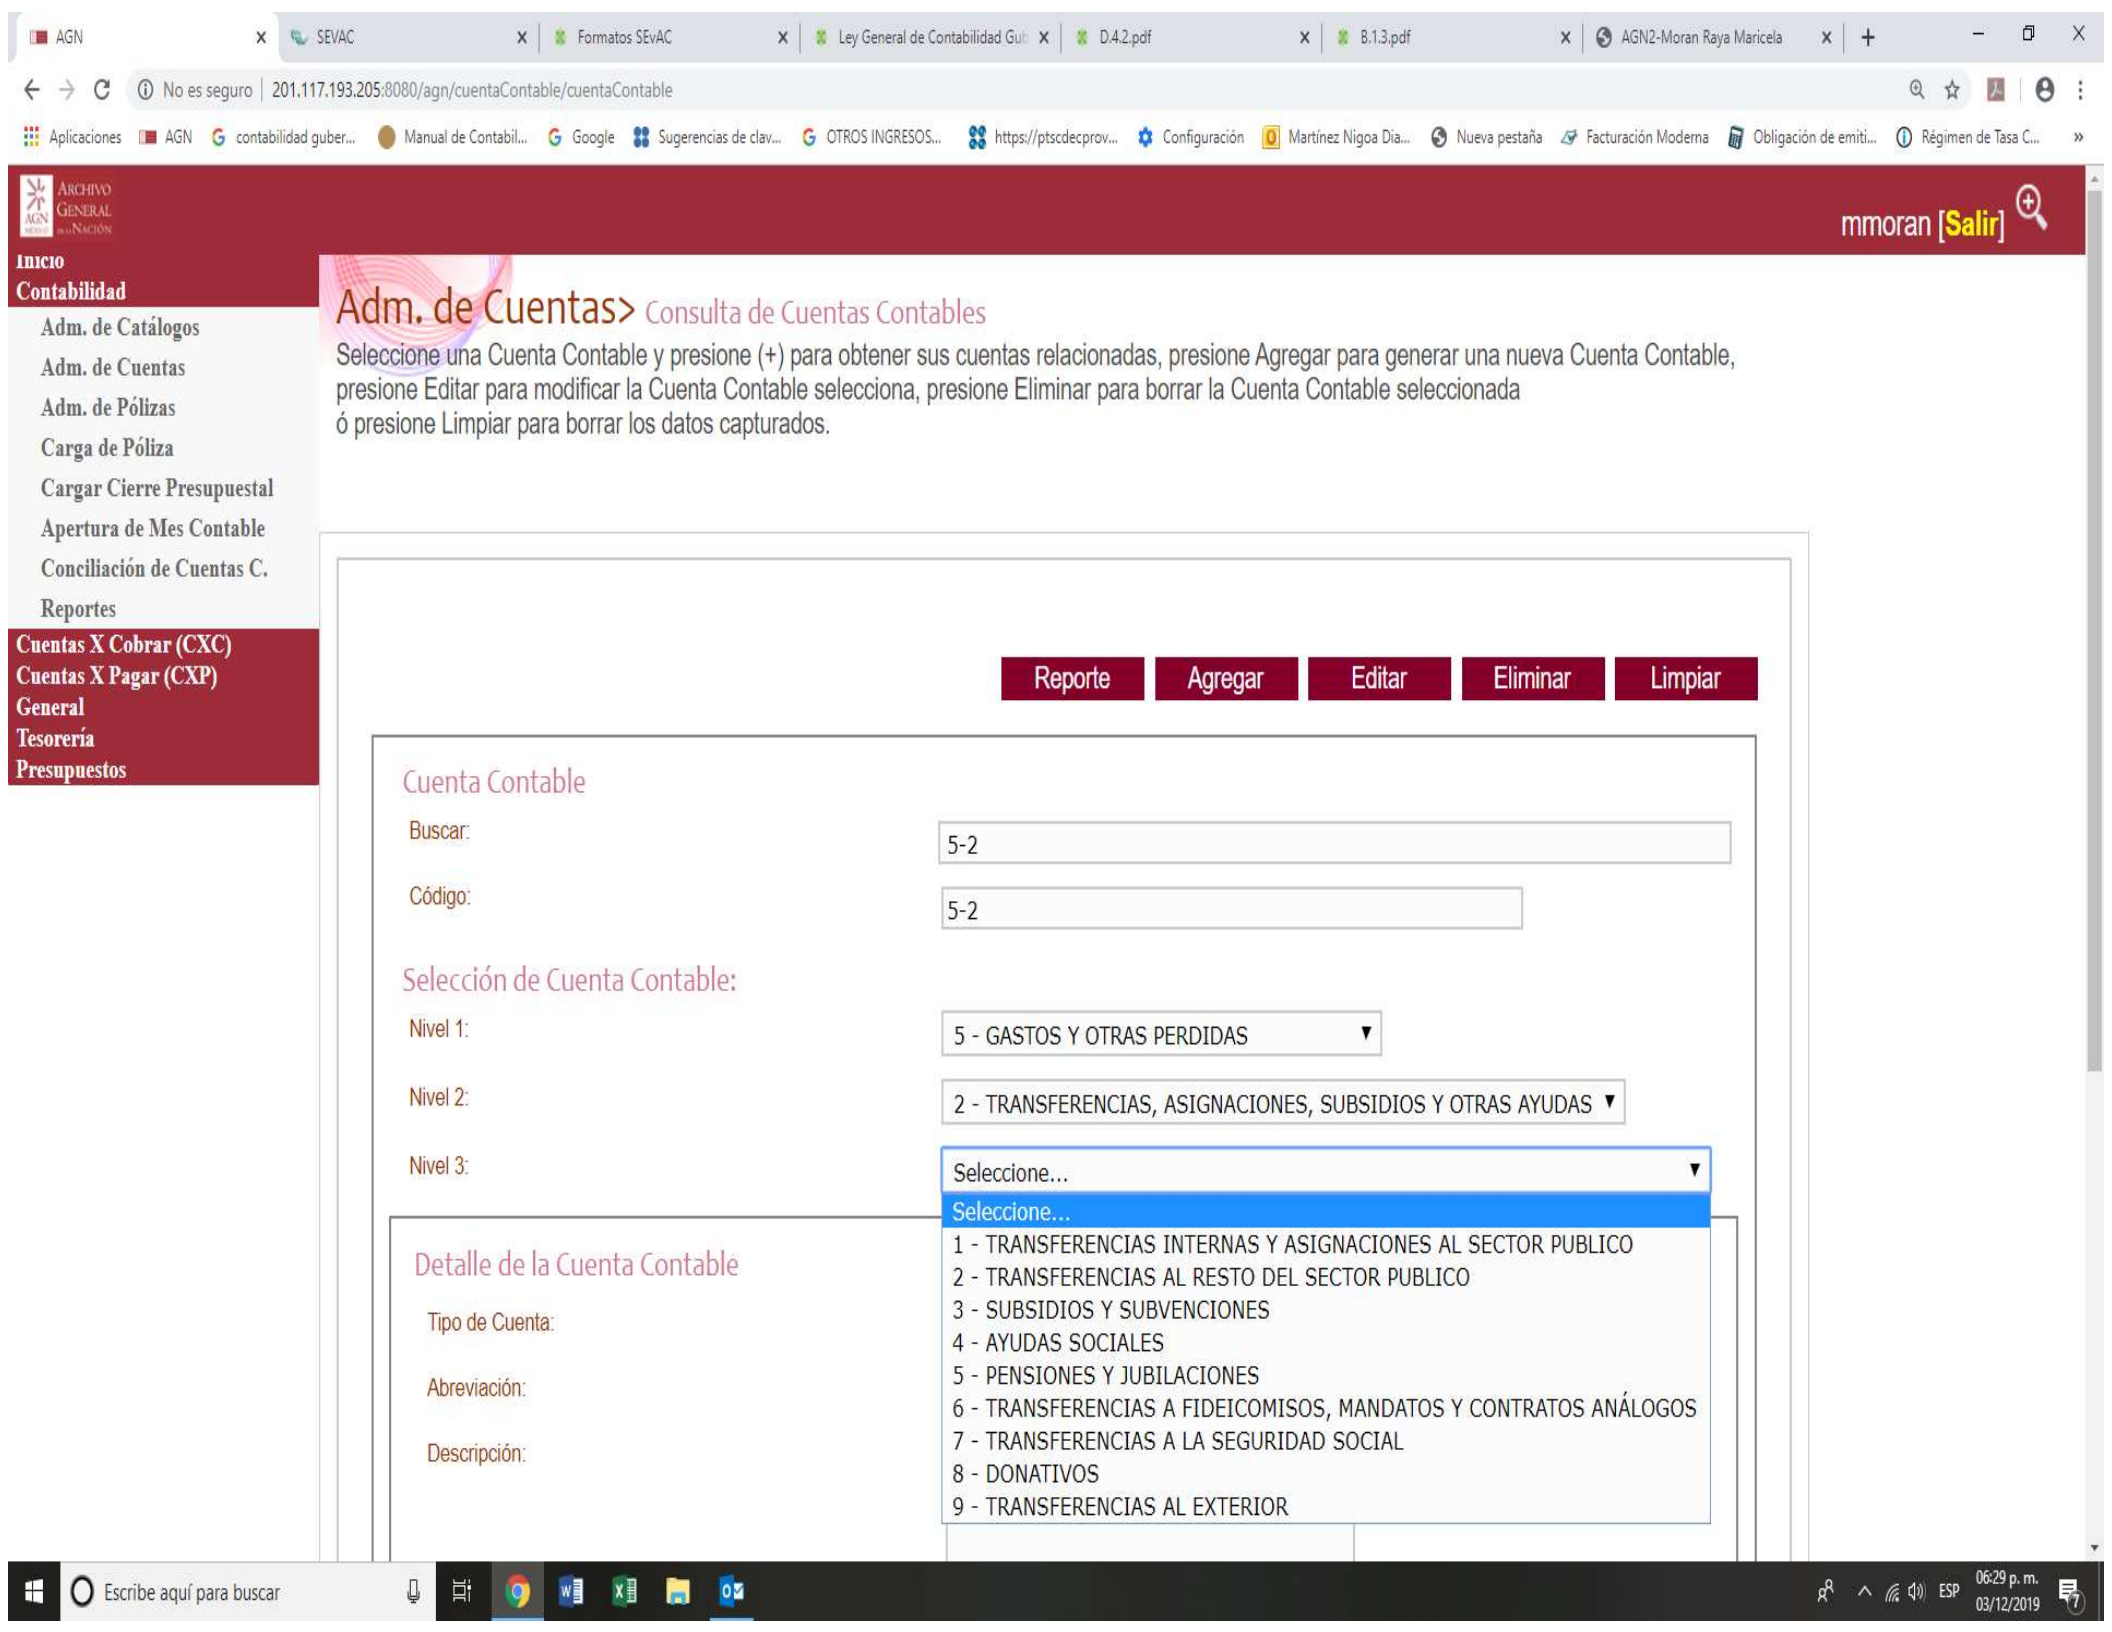 AGN
SEVAC
Formatos SEvAC
Ley General de Contabilidad Gub
D.4.2.pdf
B.1.3.pdf
AGN2-Moran Raya Maricela
No es seguro | 201.117.193.205:8080/agn/cuentaContable/cuentaContable
Aplicaciones
AGN
contabilidad guber...
Manual de Contabil...
Google
Sugerencias de clav...
OTROS INGRESOS...
https://ptscdecprov...
Configuración
Martínez Nigoa Dia...
Nueva pestaña
Facturación Moderna
Obligación de emiti...
Régimen de Tasa C...
»
ARCHIVO
GENERAL
DE LA NACIÓN
AGN
mmoran [Salir]
Inicio
Contabilidad
Adm. de Catálogos
Adm. de Cuentas
Adm. de Pólizas
Carga de Póliza
Cargar Cierre Presupuestal
Apertura de Mes Contable
Conciliación de Cuentas C.
Reportes
Cuentas X Cobrar (CXC)
Cuentas X Pagar (CXP)
General
Tesorería
Presupuestos
Adm. de Cuentas> Consulta de Cuentas Contables
Seleccione una Cuenta Contable y presione (+) para obtener sus cuentas relacionadas, presione Agregar para generar una nueva Cuenta Contable,
presione Editar para modificar la Cuenta Contable selecciona, presione Eliminar para borrar la Cuenta Contable seleccionada
ó presione Limpiar para borrar los datos capturados.
Reporte
Agregar
Editar
Eliminar
Limpiar
Cuenta Contable
Buscar:
5-2
Código:
5-2
Selección de Cuenta Contable:
Nivel 1:
5 - GASTOS Y OTRAS PERDIDAS
Nivel 2:
2 - TRANSFERENCIAS, ASIGNACIONES, SUBSIDIOS Y OTRAS AYUDAS
Nivel 3:
Seleccione...
Seleccione...
1 - TRANSFERENCIAS INTERNAS Y ASIGNACIONES AL SECTOR PUBLICO
2 - TRANSFERENCIAS AL RESTO DEL SECTOR PUBLICO
3 - SUBSIDIOS Y SUBVENCIONES
4 - AYUDAS SOCIALES
5 - PENSIONES Y JUBILACIONES
6 - TRANSFERENCIAS A FIDEICOMISOS, MANDATOS Y CONTRATOS ANÁLOGOS
7 - TRANSFERENCIAS A LA SEGURIDAD SOCIAL
8 - DONATIVOS
9 - TRANSFERENCIAS AL EXTERIOR
Detalle de la Cuenta Contable
Tipo de Cuenta:
Abreviación:
Descripción:
Escribe aquí para buscar
ESP
06:29 p. m.
03/12/2019
7